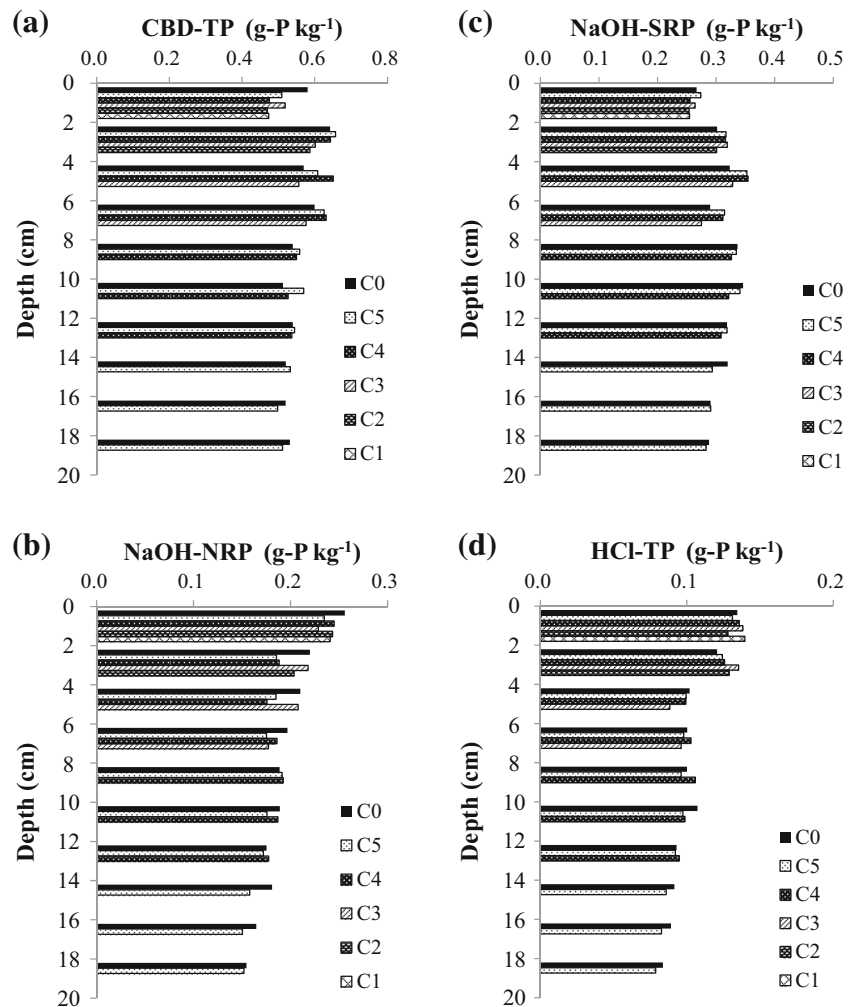 (a)
CBD-TP (g-P kg-1)
0.0 0.2 0.4 0.6 0.8
0
2
4
6
8
10
12
14
16
18
20
Depth (cm)
C0
C5
C4
C3
C2
C1
(c)
NaOH-SRP (g-P kg-1)
0.0 0.1 0.2 0.3 0.4 0.5
0
2
4
6
8
10
12
14
16
18
20
Depth (cm)
C0
C5
C4
C3
C2
C1
(b)
NaOH-NRP (g-P kg-1)
0.0 0.1 0.2 0.3
0
2
4
6
8
10
12
14
16
18
20
Depth (cm)
C0
C5
C4
C3
C2
C1
(d)
HCl-TP (g-P kg-1)
0.0 0.1 0.2
0
2
4
6
8
10
12
14
16
18
20
Depth (cm)
C0
C5
C4
C3
C2
C1